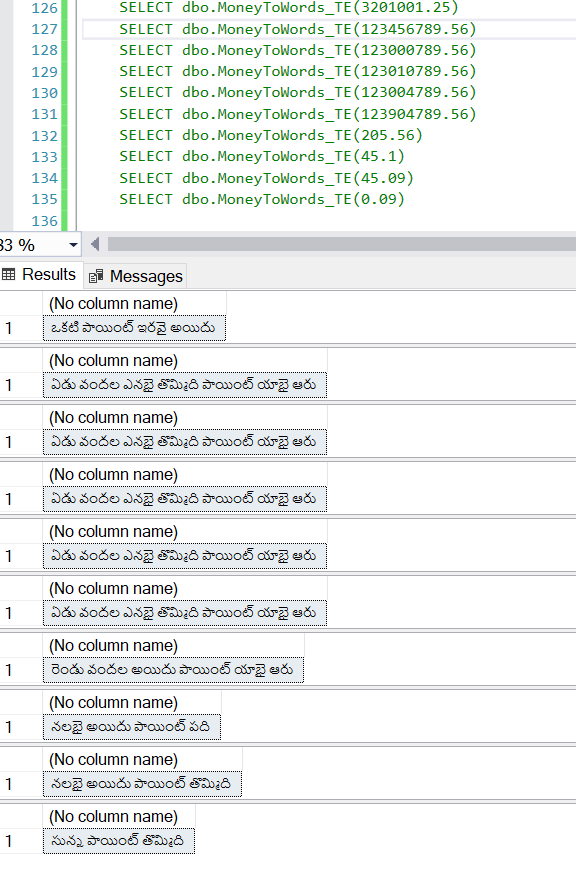 126 SELECT dbo.MoneyToWords_TE(3201001.25)
127 SELECT dbo.MoneyToWords_TE(123456789.56)
128 SELECT dbo.MoneyToWords_TE(123000789.56)
129 SELECT dbo.MoneyToWords_TE(123010789.56)
130 SELECT dbo.MoneyToWords_TE(123004789.56)
131 SELECT dbo.MoneyToWords_TE(123904789.56)
132 SELECT dbo.MoneyToWords_TE(205.56)
133 SELECT dbo.MoneyToWords_TE(45.1)
134 SELECT dbo.MoneyToWords_TE(45.09)
135 SELECT dbo.MoneyToWords_TE(0.09)
136
33 %
Results Messages
(No column name)
1 ఒకటి పాయింట్ ఇరవై అయిదు
(No column name)
1 ఏడు వందల ఎనభై తొమ్మిది పాయింట్ యాభై ఆరు
(No column name)
1 ఏడు వందల ఎనభై తొమ్మిది పాయింట్ యాభై ఆరు
(No column name)
1 ఏడు వందల ఎనభై తొమ్మిది పాయింట్ యాభై ఆరు
(No column name)
1 ఏడు వందల ఎనభై తొమ్మిది పాయింట్ యాభై ఆరు
(No column name)
1 ఏడు వందల ఎనభై తొమ్మిది పాయింట్ యాభై ఆరు
(No column name)
1 రెండు వందల అయిదు పాయింట్ యాభై ఆరు
(No column name)
1 నలభై అయిదు పాయింట్ పది
(No column name)
1 నలభై అయిదు పాయింట్ తొమ్మిది
(No column name)
1 సున్న పాయింట్ తొమ్మిది